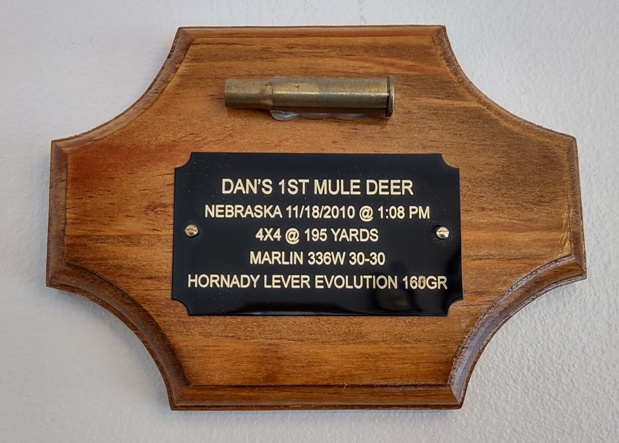 DAN'S 1ST MULE DEER
NEBRASKA 11/18/2010 @ 1:08 PM
4X4 @ 195 YARDS
MARLIN 336W 30-30
HORNADY LEVER EVOLUTION 160GR